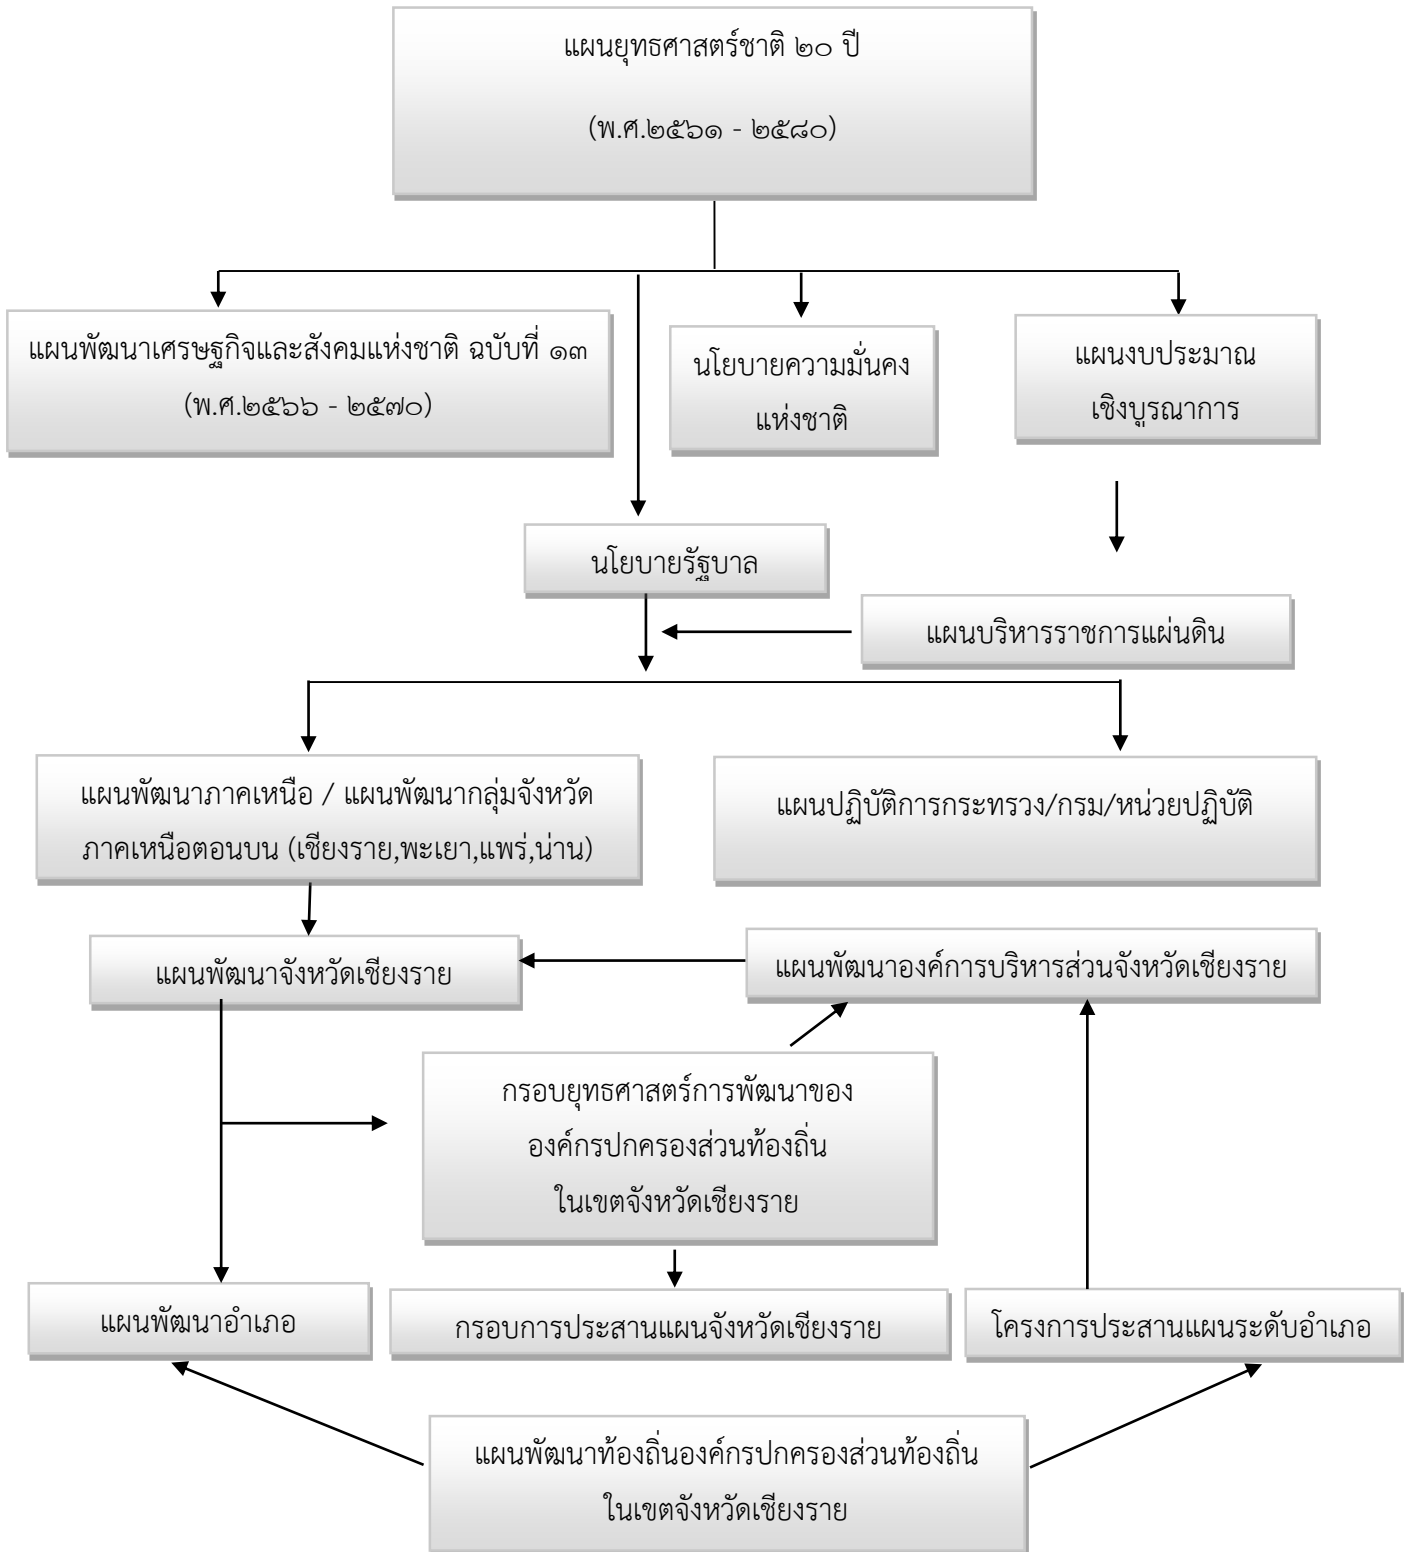 แผนยุทธศาสตร์ชาติ ๒๐ ปี
(พ.ศ.๒๕๖๑ - ๒๕๘๐)
แผนพัฒนาเศรษฐกิจและสังคมแห่งชาติ ฉบับที่ ๑๓
(พ.ศ.๒๕๖๖ - ๒๕๗๐)
นโยบายความมั่นคง
แห่งชาติ
แผนงบประมาณ
เชิงบูรณาการ
นโยบายรัฐบาล
แผนบริหารราชการแผ่นดิน
แผนพัฒนาภาคเหนือ / แผนพัฒนากลุ่มจังหวัด
ภาคเหนือตอนบน (เชียงราย,พะเยา,แพร่,น่าน)
แผนปฏิบัติการกระทรวง/กรม/หน่วยปฏิบัติ
แผนพัฒนาจังหวัดเชียงราย
แผนพัฒนาองค์การบริหารส่วนจังหวัดเชียงราย
กรอบยุทธศาสตร์การพัฒนาของ
องค์กรปกครองส่วนท้องถิ่น
ในเขตจังหวัดเชียงราย
แผนพัฒนาอำเภอ
กรอบการประสานแผนจังหวัดเชียงราย
โครงการประสานแผนระดับอำเภอ
แผนพัฒนาท้องถิ่นองค์กรปกครองส่วนท้องถิ่น
ในเขตจังหวัดเชียงราย